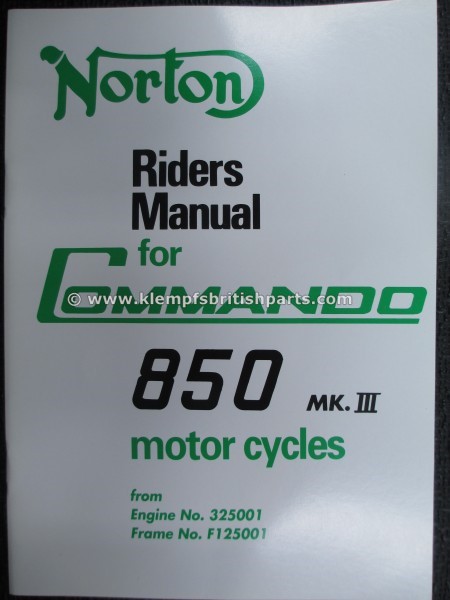 Norton
Riders
Manual
for
COMMANDO
© www.klempfsbritishparts.com
850 MK. III
motor cycles
from
Engine No. 325001
Frame No. F125001